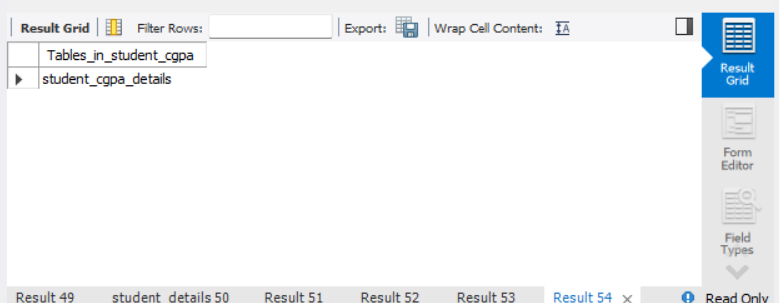 Result Grid Filter Rows: Export: Wrap Cell Content: IA
Tables_in_student_cgpa
student_cgpa_details
Result
Grid
Form
Editor
Field
Types
Result 49 student_details 50 Result 51 Result 52 Result 53 Result 54 × Read Only